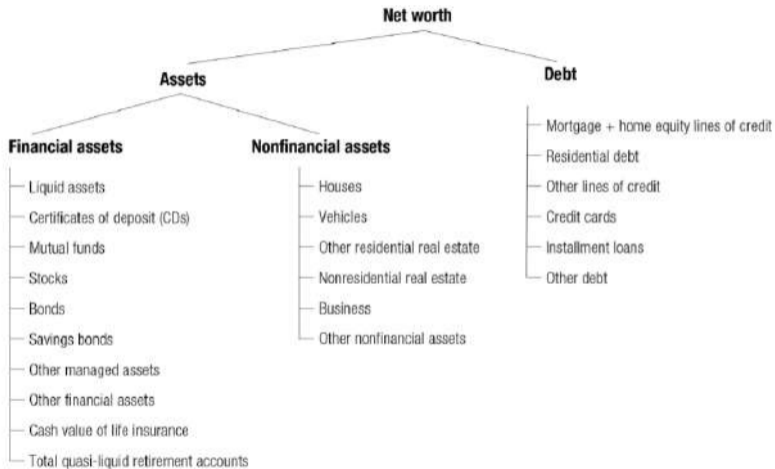 Net worth
Assets
Debt
Financial assets
Liquid assets
Certificates of deposit (CDs)
Mutual funds
Stocks
Bonds
Savings bonds
Other managed assets
Other financial assets
Cash value of life insurance
Total quasi-liquid retirement accounts
Nonfinancial assets
Houses
Vehicles
Other residential real estate
Nonresidential real estate
Business
Other nonfinancial assets
Mortgage + home equity lines of credit
Residential debt
Other lines of credit
Credit cards
Installment loans
Other debt